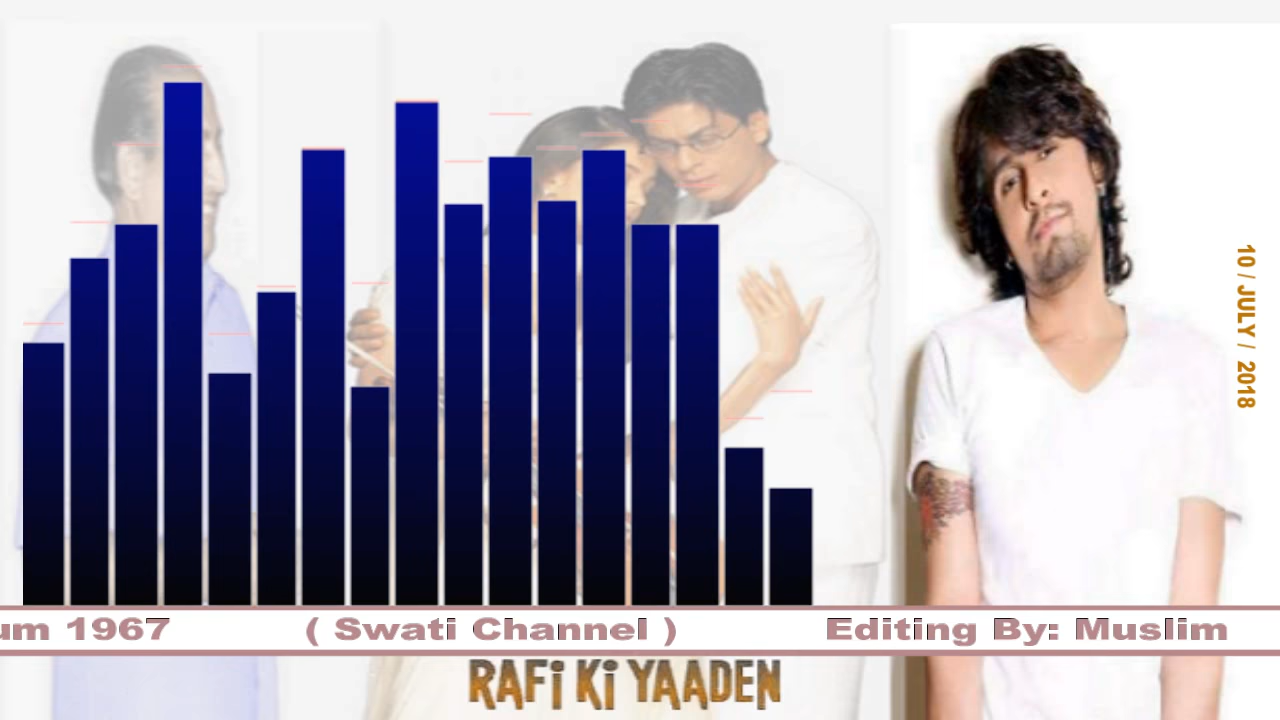 10 / JULY / 2018
um 1967 ( Swati Channel ) Editing By: Muslim
RAFi Ki YAADEN